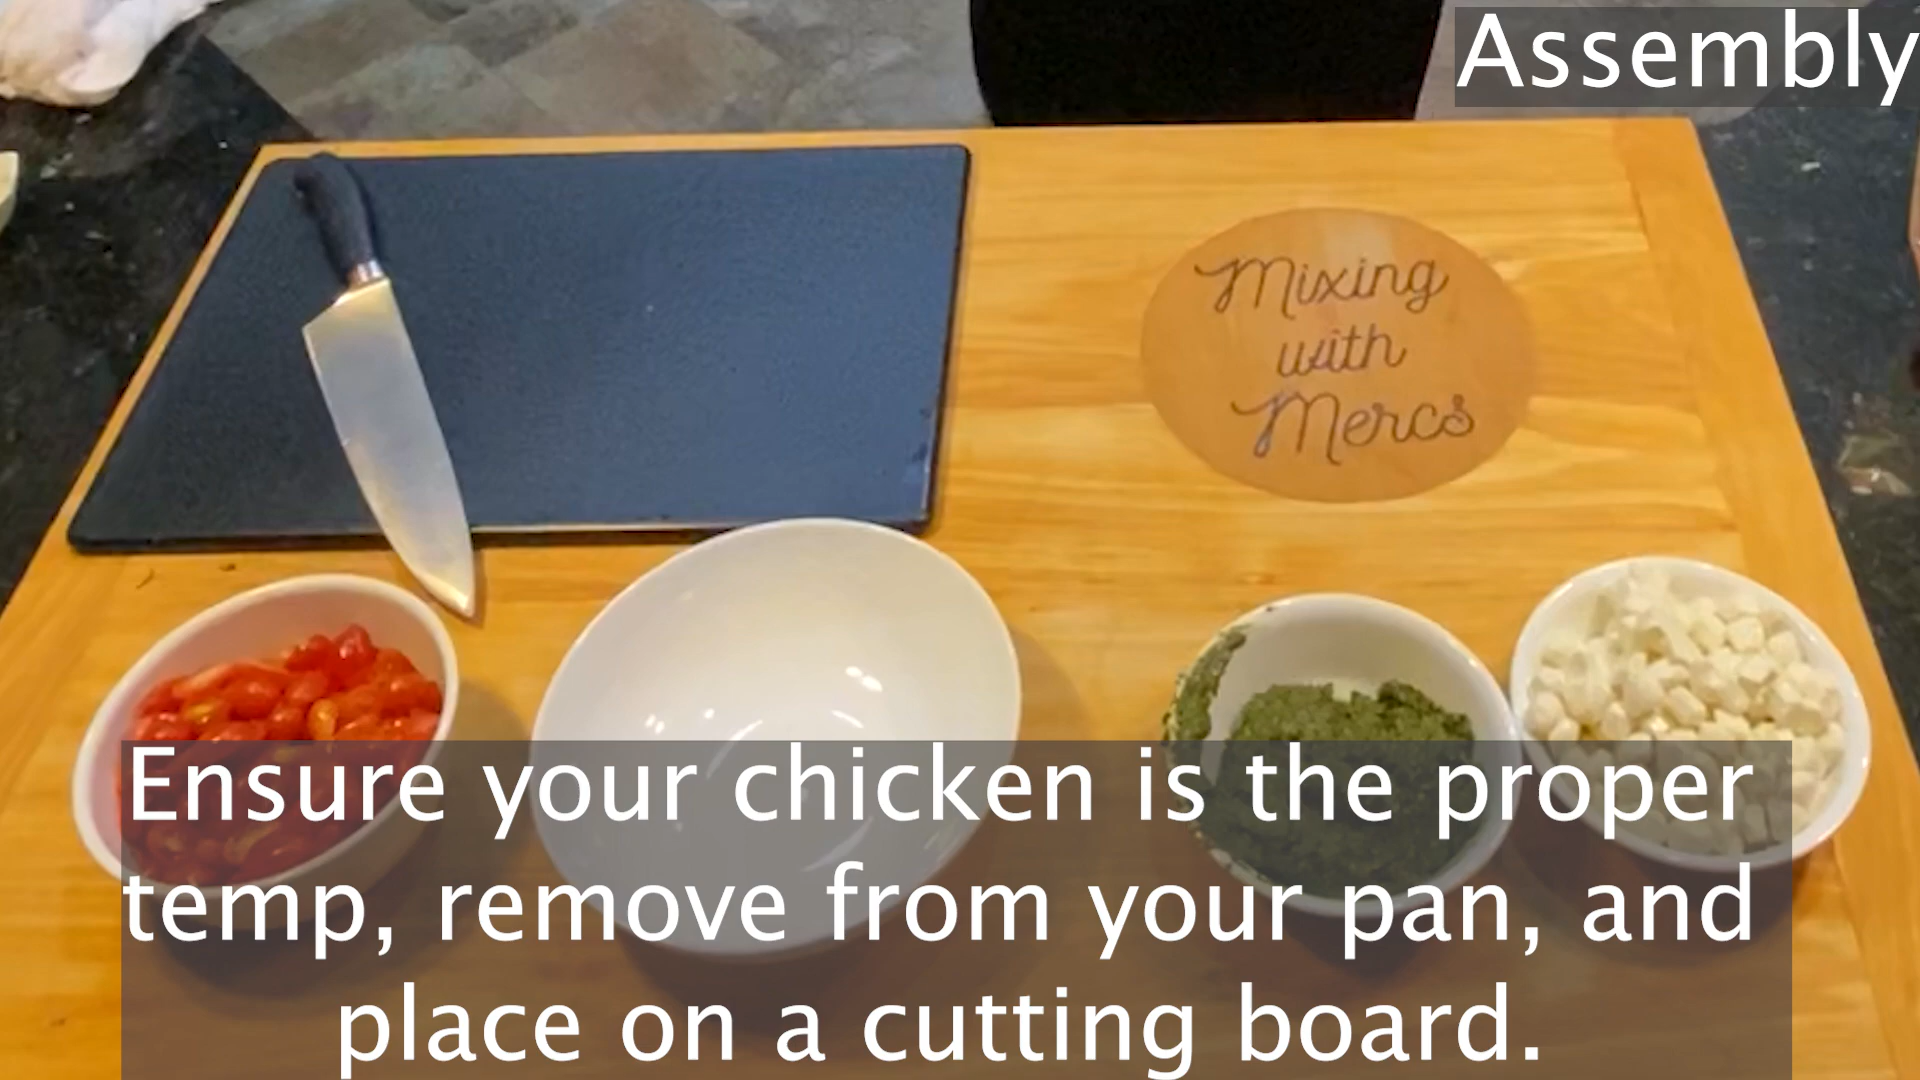 Assembly
Mixing
with
Mercs
Ensure your chicken is the proper
temp, remove from your pan, and
place on a cutting board.